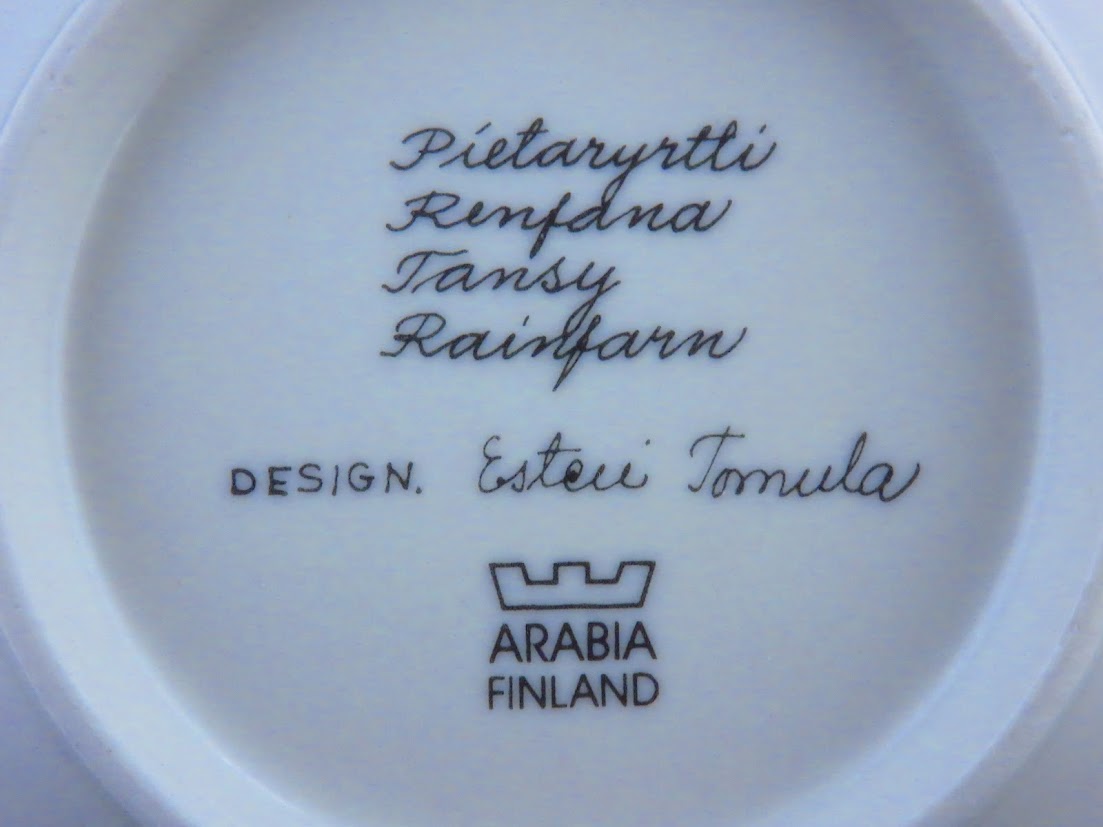 Pietaryrtti
Renfana
Tansy
Rainfarn
DESIGN. Esteri Tomula
ARABIA
FINLAND